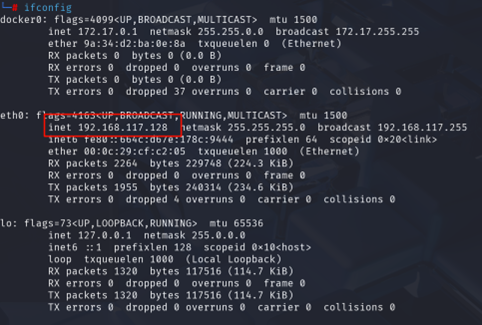 └─# ifconfig
docker0: flags=4099<UP,BROADCAST,MULTICAST>  mtu 1500
        inet 172.17.0.1  netmask 255.255.0.0  broadcast 172.17.255.255
        ether 9a:34:d2:ba:0e:8a  txqueuelen 0  (Ethernet)
        RX packets 0  bytes 0 (0.0 B)
        RX errors 0  dropped 0  overruns 0  frame 0
        TX packets 0  bytes 0 (0.0 B)
        TX errors 0  dropped 37 overruns 0  carrier 0  collisions 0

eth0: flags=4163<UP,BROADCAST,RUNNING,MULTICAST>  mtu 1500
        inet 192.168.117.128  netmask 255.255.255.0  broadcast 192.168.117.255
        inet6 fe80::664c:d67e:178c:9444  prefixlen 64  scopeid 0×20<link>
        ether 00:0c:29:cf:c2:05  txqueuelen 1000  (Ethernet)
        RX packets 2264  bytes 229748 (224.3 KiB)
        RX errors 0  dropped 0  overruns 0  frame 0
        TX packets 1955  bytes 240314 (234.6 KiB)
        TX errors 0  dropped 4 overruns 0  carrier 0  collisions 0

lo: flags=73<UP,LOOPBACK,RUNNING>  mtu 65536
        inet 127.0.0.1  netmask 255.0.0.0
        inet6 ::1  prefixlen 128  scopeid 0×10<host>
        loop  txqueuelen 1000  (Local Loopback)
        RX packets 1320  bytes 117516 (114.7 KiB)
        RX errors 0  dropped 0  overruns 0  frame 0
        TX packets 1320  bytes 117516 (114.7 KiB)
        TX errors 0  dropped 0 overruns 0  carrier 0  collisions 0